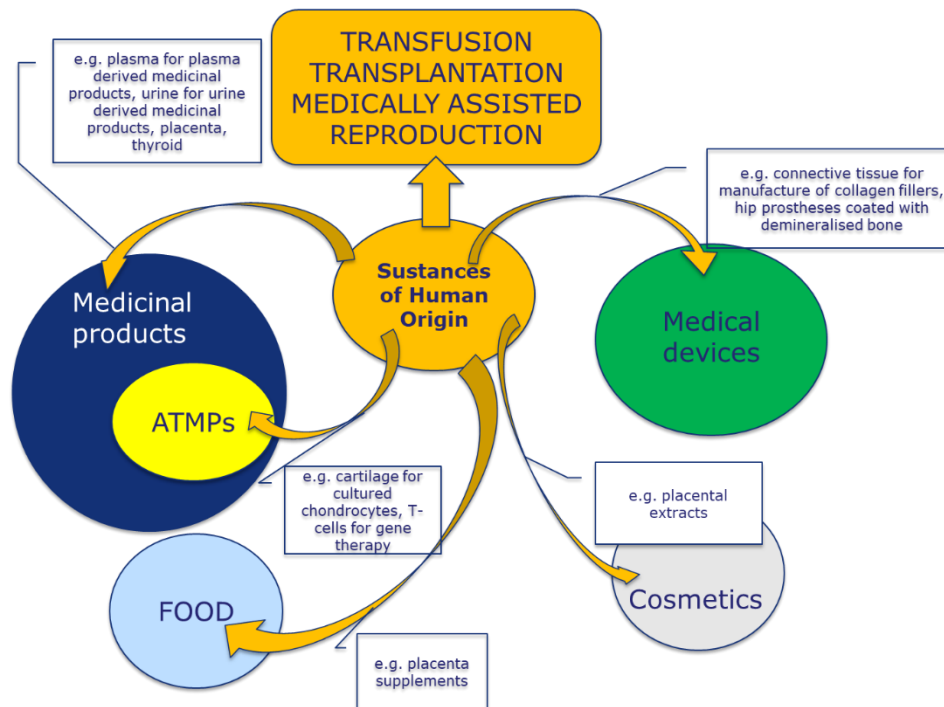 TRANSFUSION
TRANSPLANTATION
MEDICALLY ASSISTED
REPRODUCTION
e.g. plasma for plasma
derived medicinal
products, urine for urine
derived medicinal
products, placenta,
thyroid
e.g. connective tissue for
manufacture of collagen fillers,
hip prostheses coated with
demineralised bone
Sustances
of Human
Origin
Medicinal
products
Medical
devices
ATMPs
e.g. cartilage for
cultured
chondrocytes, T-
cells for gene
therapy
e.g. placental
extracts
FOOD
Cosmetics
e.g. placenta
supplements